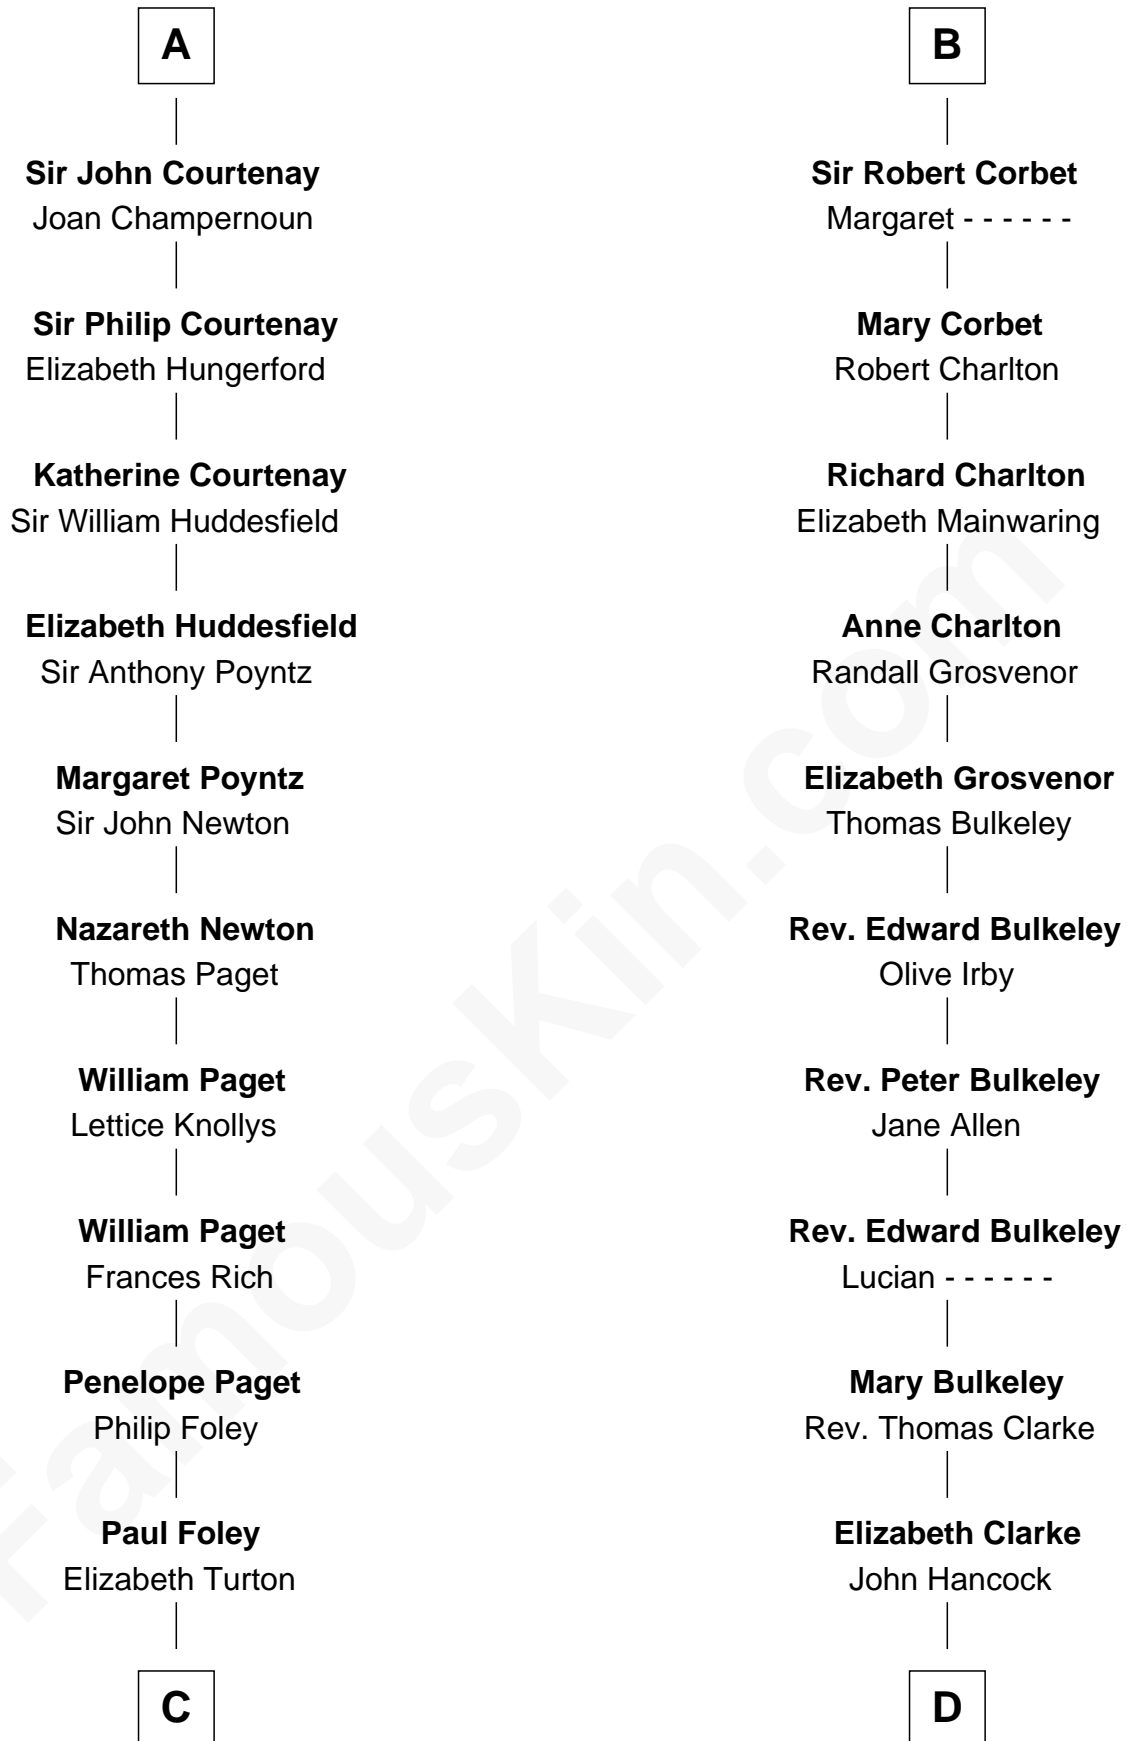 A
Sir John Courtenay
Joan Champernoun
Sir Philip Courtenay
Elizabeth Hungerford
Katherine Courtenay
Sir William Huddesfield
Elizabeth Huddesfield
Sir Anthony Poyntz
Margaret Poyntz
Sir John Newton
Nazareth Newton
Thomas Paget
William Paget
Lettice Knollys
William Paget
Frances Rich
Penelope Paget
Philip Foley
Paul Foley
Elizabeth Turton
C
B
Sir Robert Corbet
Margaret - - - - - -
Mary Corbet
Robert Charlton
Richard Charlton
Elizabeth Mainwaring
Anne Charlton
Randall Grosvenor
Elizabeth Grosvenor
Thomas Bulkeley
Rev. Edward Bulkeley
Olive Irby
Rev. Peter Bulkeley
Jane Allen
Rev. Edward Bulkeley
Lucian - - - - - -
Mary Bulkeley
Rev. Thomas Clarke
Elizabeth Clarke
John Hancock
D
FamousKin.com